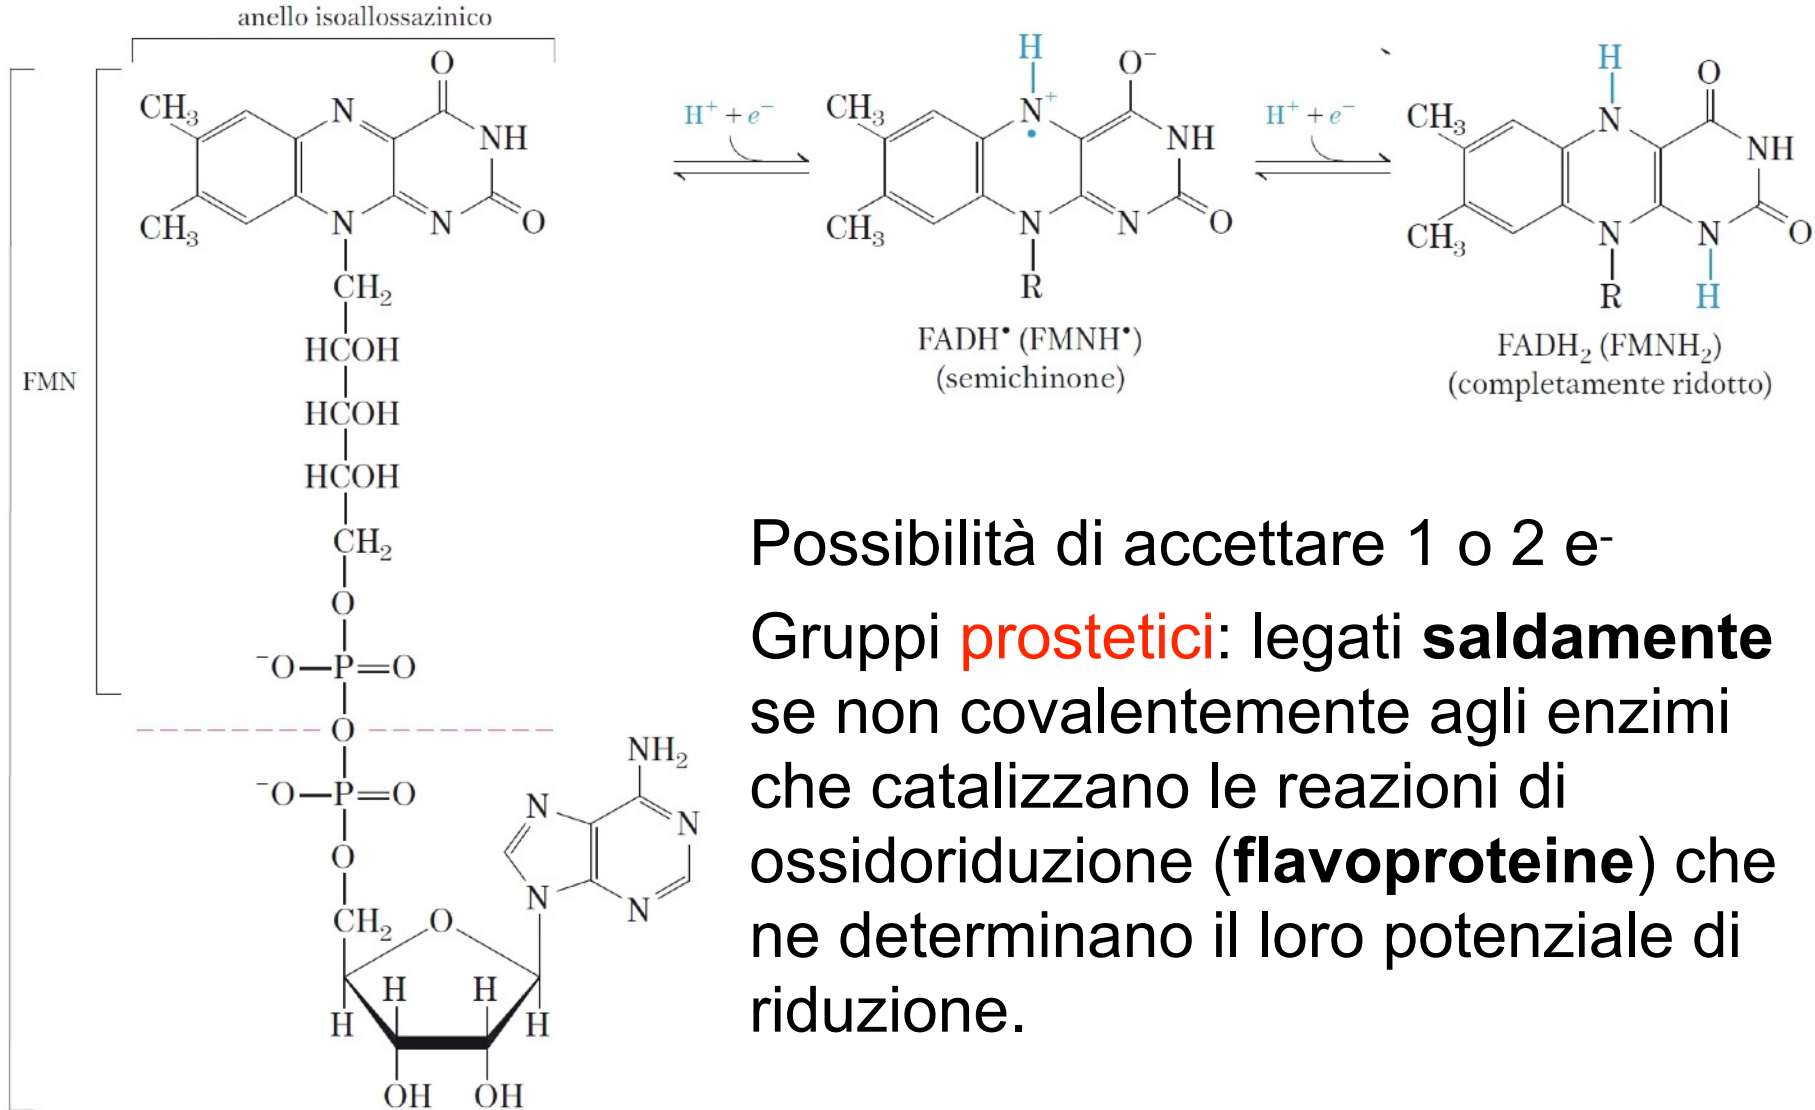 anello isoallossazinico
FMN
CH3
CH3
N
O
NH
N
N
O
CH2
HCOH
HCOH
HCOH
CH2
O
⁻O—P=O
O
⁻O—P=O
O
CH2
O
H H
H H
OH OH
NH2
N
N
N
N
H⁺ + e⁻
H
CH3
CH3
N⁺
•
O⁻
NH
N
N
O
R
FADH• (FMNH•)
(semichinone)
H⁺ + e⁻
H
CH3
CH3
N
O
NH
N
N
O
R
H
FADH2 (FMNH2)
(completamente ridotto)
Possibilità di accettare 1 o 2 e-
Gruppi prostetici: legati saldamente
se non covalentemente agli enzimi
che catalizzano le reazioni di
ossidoriduzione (flavoproteine) che
ne determinano il loro potenziale di
riduzione.